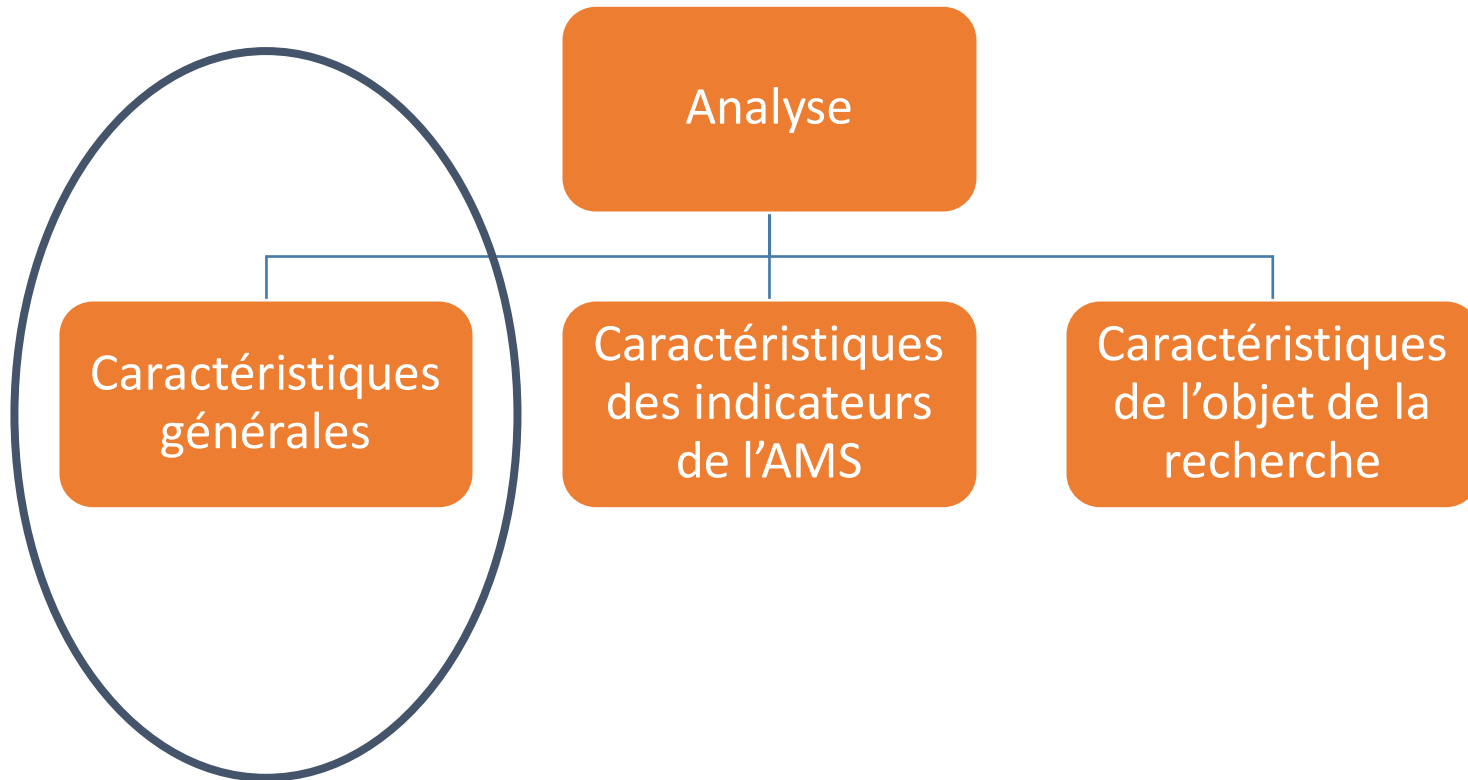 Analyse
Caractéristiques
générales
Caractéristiques
des indicateurs
de l’AMS
Caractéristiques
de l’objet de la
recherche